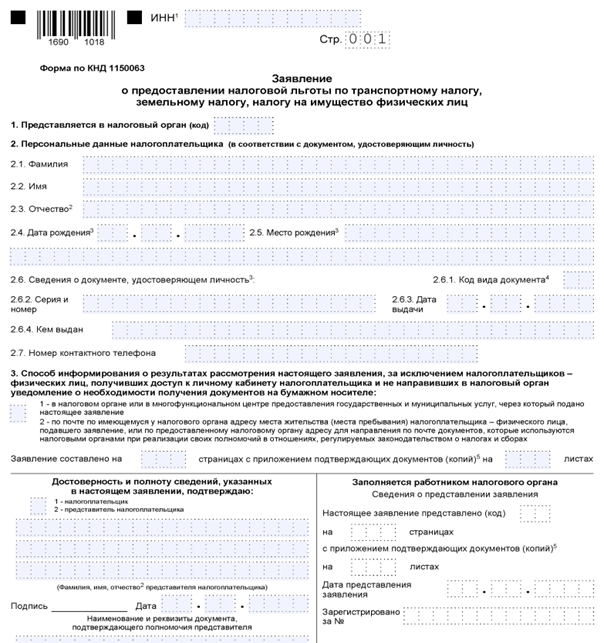 ИНН1
1690 1018
Стр. 001
Форма по КНД 1150063
Заявление
о предоставлении налоговой льготы по транспортному налогу,
земельному налогу, налогу на имущество физических лиц
1. Представляется в налоговый орган (код)
2. Персональные данные налогоплательщика (в соответствии с документом, удостоверяющим личность)
2.1. Фамилия
2.2. Имя
2.3. Отчество2
2.4. Дата рождения3 . . 2.5. Место рождения3
2.6. Сведения о документе, удостоверяющем личность3: 2.6.1. Код вида документа4
2.6.2. Серия и
номер
2.6.3. Дата
выдачи . .
2.6.4. Кем выдан
2.7. Номер контактного телефона
3. Способ информирования о результатах рассмотрения настоящего заявления, за исключением налогоплательщиков –
физических лиц, получивших доступ к личному кабинету налогоплательщика и не направивших в налоговый орган
уведомление о необходимости получения документов на бумажном носителе:
1 - в налоговом органе или в многофункциональном центре предоставления государственных и муниципальных услуг, через который подано
настоящее заявление
2 - по почте по имеющемуся у налогового органа адресу места жительства (места пребывания) налогоплательщика – физического лица,
подавшего заявление, или по предоставленному налоговому органу адресу для направления по почте документов, которые используются
налоговыми органами при реализации своих полномочий в отношениях, регулируемых законодательством о налогах и сборах
Заявление составлено на страницах с приложением подтверждающих документов (копий)5 на листах
Достоверность и полноту сведений, указанных
в настоящем заявлении, подтверждаю:
1 - налогоплательщик
2 - представитель налогоплательщика
(Фамилия, имя, отчество2 представителя налогоплательщика)
Подпись Дата . .
Наименование и реквизиты документа,
подтверждающего полномочия представителя
Заполняется работником налогового органа
Сведения о представлении заявления
Настоящее заявление представлено (код)
на страницах
с приложением подтверждающих документов (копий)5
на листах
Дата представления
заявления . .
Зарегистрировано
за №